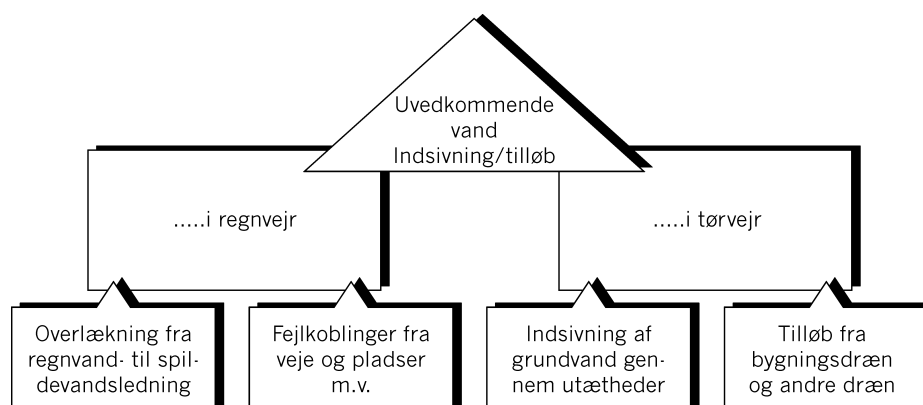 Uvedkommende
vand
Indsivning/tilløb
.....i regnvejr
.....i tørvejr
Overlækning fra
regnvand- til spil-
devandsledning
Fejlkoblinger fra
veje og pladser
m.v.
Indsivning af
grundvand gen-
nem utætheder
Tilløb fra
bygningsdræn
og andre dræn